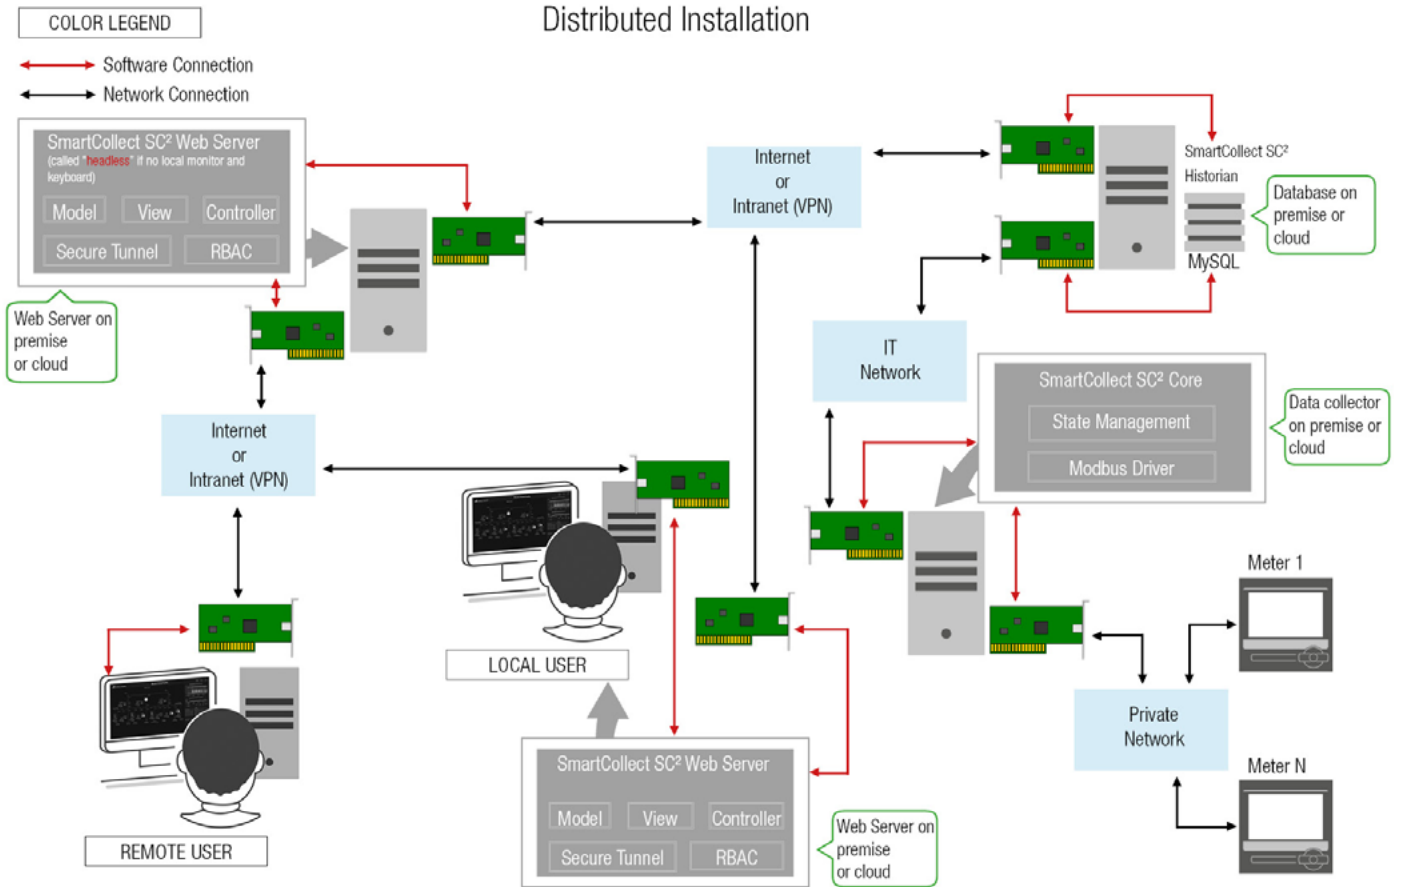 Distributed Installation
COLOR LEGEND
Software Connection
Network Connection
SmartCollect SC² Web Server
(called "headless" if no local monitor and
keyboard)
Model
View
Controller
Secure Tunnel
RBAC
Web Server on
premise
or cloud
Internet
or
Intranet (VPN)
SmartCollect SC²
Historian
MySQL
Database on
premise or
cloud
IT
Network
SmartCollect SC² Core
State Management
Modbus Driver
Data collector
on premise or
cloud
Internet
or
Intranet (VPN)
LOCAL USER
REMOTE USER
SmartCollect SC² Web Server
Model
View
Controller
Secure Tunnel
RBAC
Web Server on
premise
or cloud
Meter 1
Private
Network
Meter N